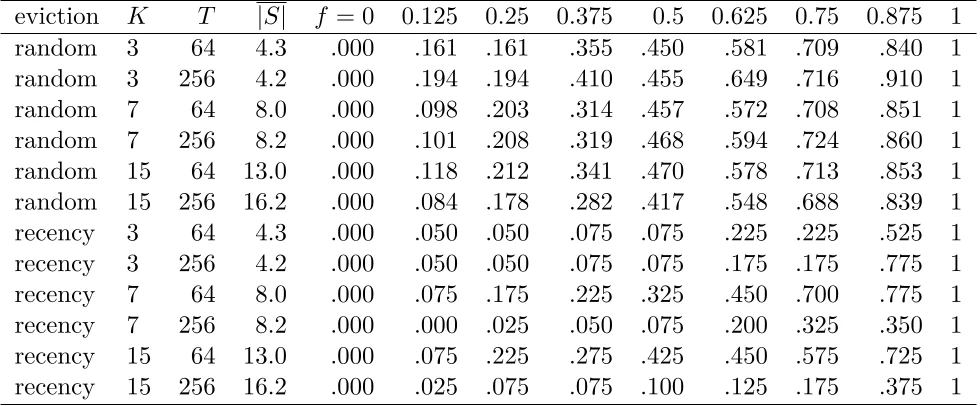 eviction K T |S| f = 0 0.125 0.25 0.375 0.5 0.625 0.75 0.875 1
random 3 64 4.3 .000 .161 .161 .355 .450 .581 .709 .840 1
random 3 256 4.2 .000 .194 .194 .410 .455 .649 .716 .910 1
random 7 64 8.0 .000 .098 .203 .314 .457 .572 .708 .851 1
random 7 256 8.2 .000 .101 .208 .319 .468 .594 .724 .860 1
random 15 64 13.0 .000 .118 .212 .341 .470 .578 .713 .853 1
random 15 256 16.2 .000 .084 .178 .282 .417 .548 .688 .839 1
recency 3 64 4.3 .000 .050 .050 .075 .075 .225 .225 .525 1
recency 3 256 4.2 .000 .050 .050 .075 .075 .175 .175 .775 1
recency 7 64 8.0 .000 .075 .175 .225 .325 .450 .700 .775 1
recency 7 256 8.2 .000 .000 .025 .050 .075 .200 .325 .350 1
recency 15 64 13.0 .000 .075 .225 .275 .425 .450 .575 .725 1
recency 15 256 16.2 .000 .025 .075 .075 .100 .125 .175 .375 1